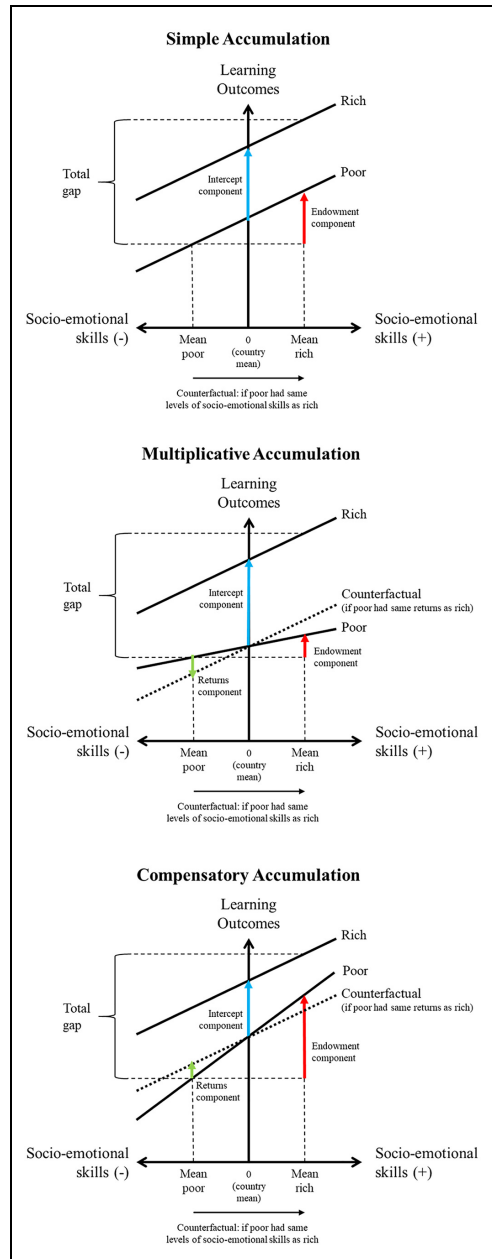 Simple Accumulation
Learning
Outcomes
Rich
Total
gap
Poor
Intercept
component
Endowment
component
Socio-emotional
skills (-)
Socio-emotional
skills (+)
Mean
poor
0
(country
mean)
Mean
rich
Counterfactual: if poor had same
levels of socio-emotional skills as rich
Multiplicative Accumulation
Learning
Outcomes
Rich
Total
gap
Intercept
component
Counterfactual
(if poor had same returns as rich)
Poor
Endowment
component
Returns
component
Socio-emotional
skills (-)
Socio-emotional
skills (+)
Mean
poor
0
(country
mean)
Mean
rich
Counterfactual: if poor had same
levels of socio-emotional skills as rich
Compensatory Accumulation
Learning
Outcomes
Rich
Poor
Total
gap
Counterfactual
(if poor had same returns as rich)
Intercept
component
Endowment
component
Returns
component
Socio-emotional
skills (-)
Socio-emotional
skills (+)
Mean
poor
0
(country
mean)
Mean
rich
Counterfactual: if poor had same
levels of socio-emotional skills as rich